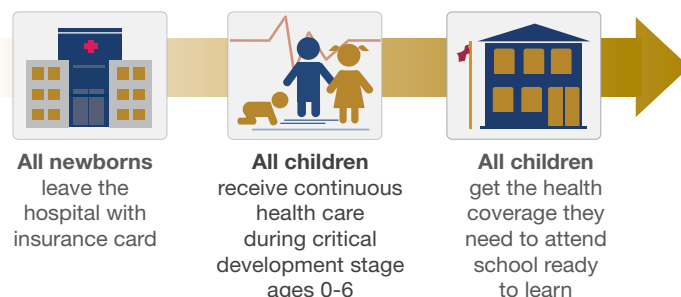 All newborns
leave the
hospital with
insurance card
All children
receive continuous
health care
during critical
development stage
ages 0-6
All children
get the health
coverage they
need to attend
school ready
to learn